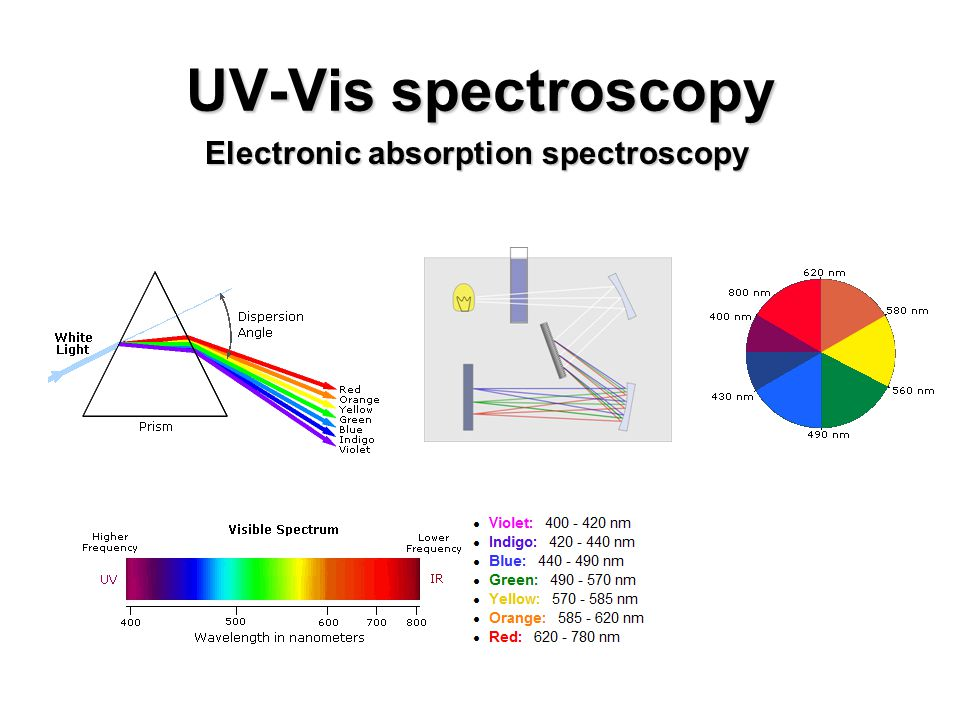 UV-Vis spectroscopy
Electronic absorption spectroscopy
White
Light
Dispersion
Angle
Red
Orange
Yellow
Green
Blue
Indigo
Violet
Prism
620 nm
800 nm
580 nm
400 nm
430 nm
560 nm
490 nm
Visible Spectrum
Higher
Frequency
Lower
Frequency
UV
IR
400 500 600 700 800
Wavelength in nanometers
• Violet: 400 - 420 nm
• Indigo: 420 - 440 nm
• Blue: 440 - 490 nm
• Green: 490 - 570 nm
• Yellow: 570 - 585 nm
• Orange: 585 - 620 nm
• Red: 620 - 780 nm